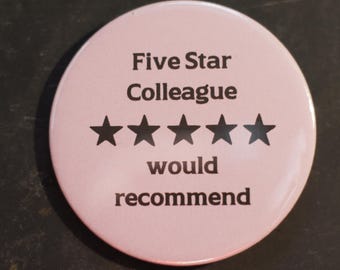 Five Star
Colleague
★★★★★
would
recommend